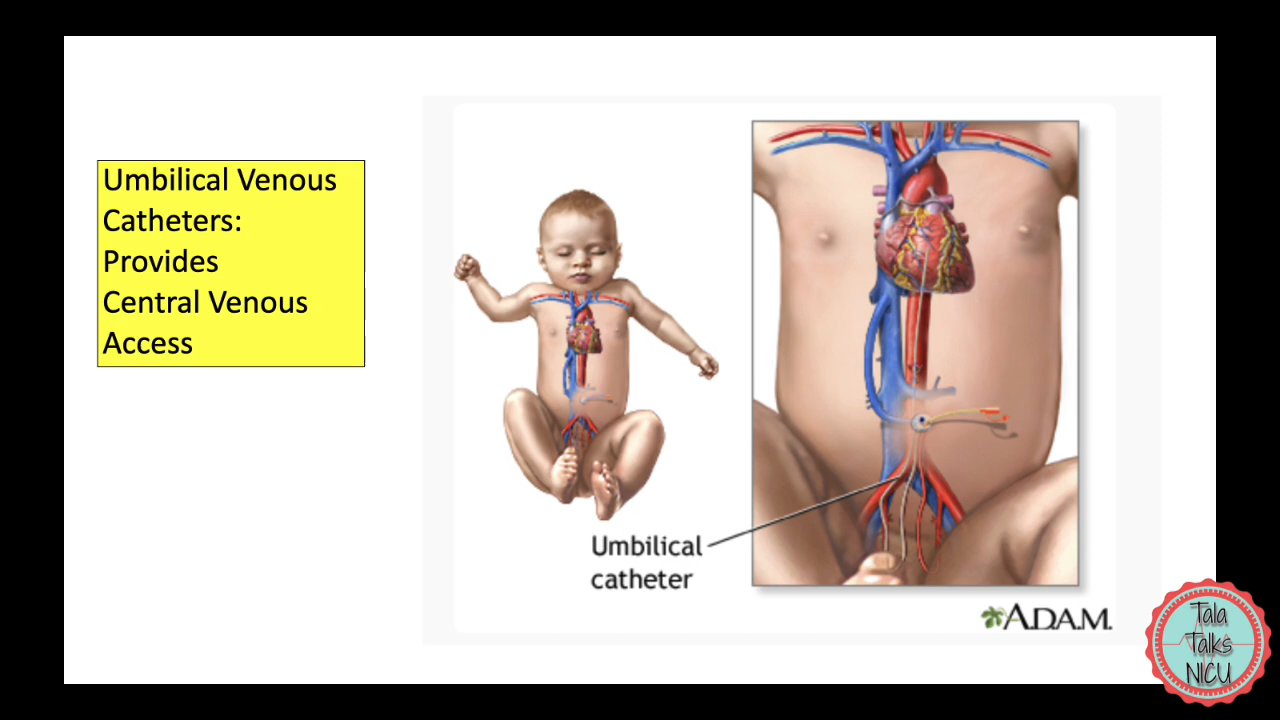 Umbilical Venous
Catheters:
Provides
Central Venous
Access
Umbilical
catheter
A.D.A.M.
Tala
Talks
NICU